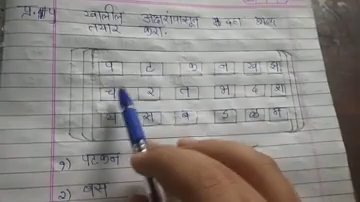 खालील अक्षरांपासून शब्द
तयार करा.
प ट क न ख झा
च र त भ द शा
ब स व ड ळ म
१) पटकन
२) बस